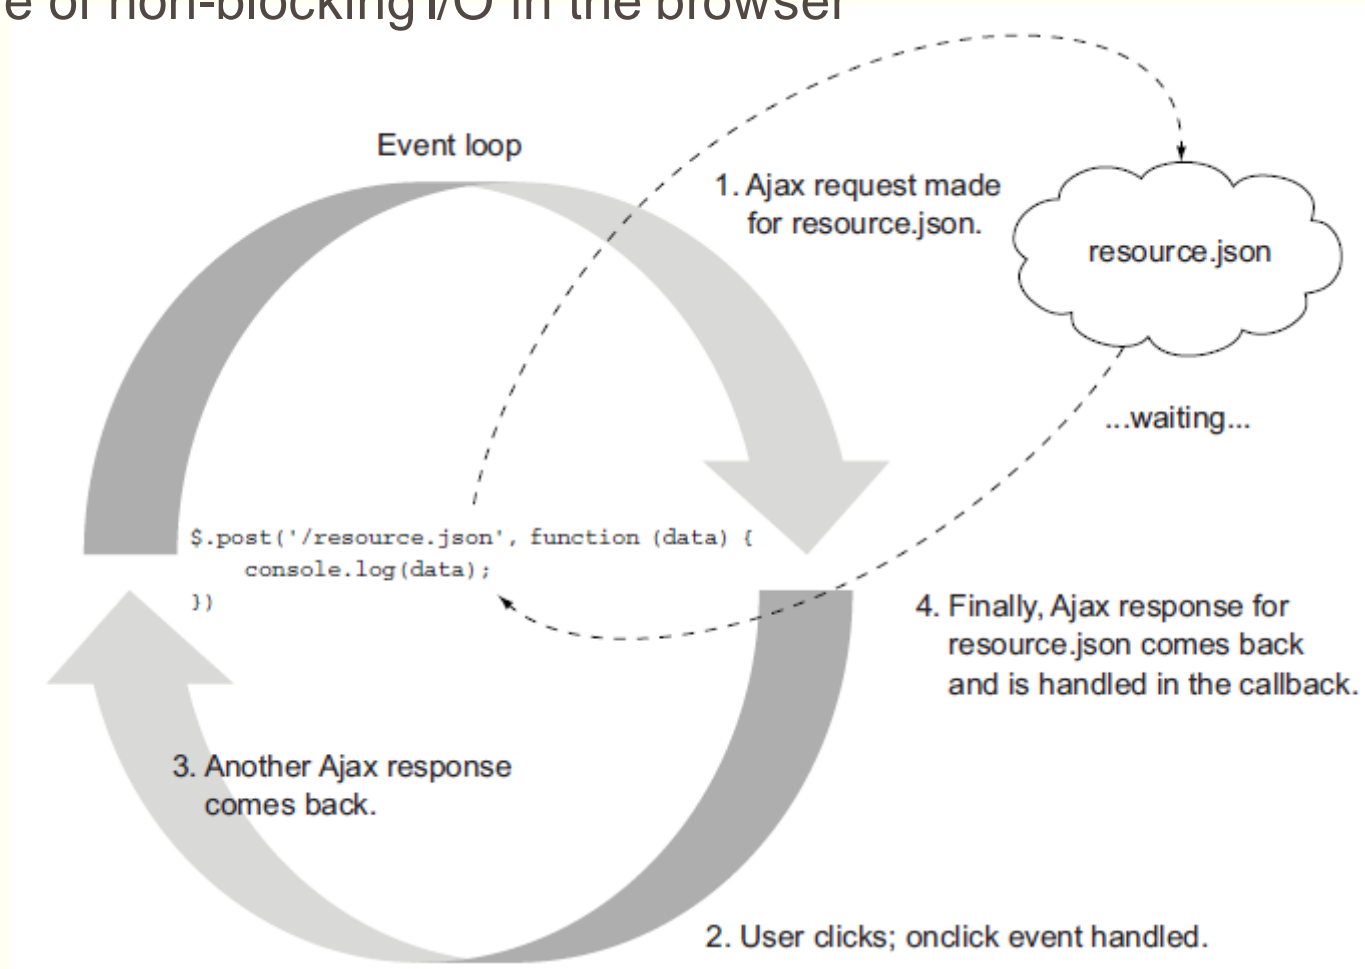 e of non-blocking I/O in the browser
Event loop
1. Ajax request made
for resource.json.
resource.json
...waiting...
$.post('/resource.json', function (data) {
console.log(data);
})
4. Finally, Ajax response for
resource.json comes back
and is handled in the callback.
3. Another Ajax response
comes back.
2. User clicks; onclick event handled.